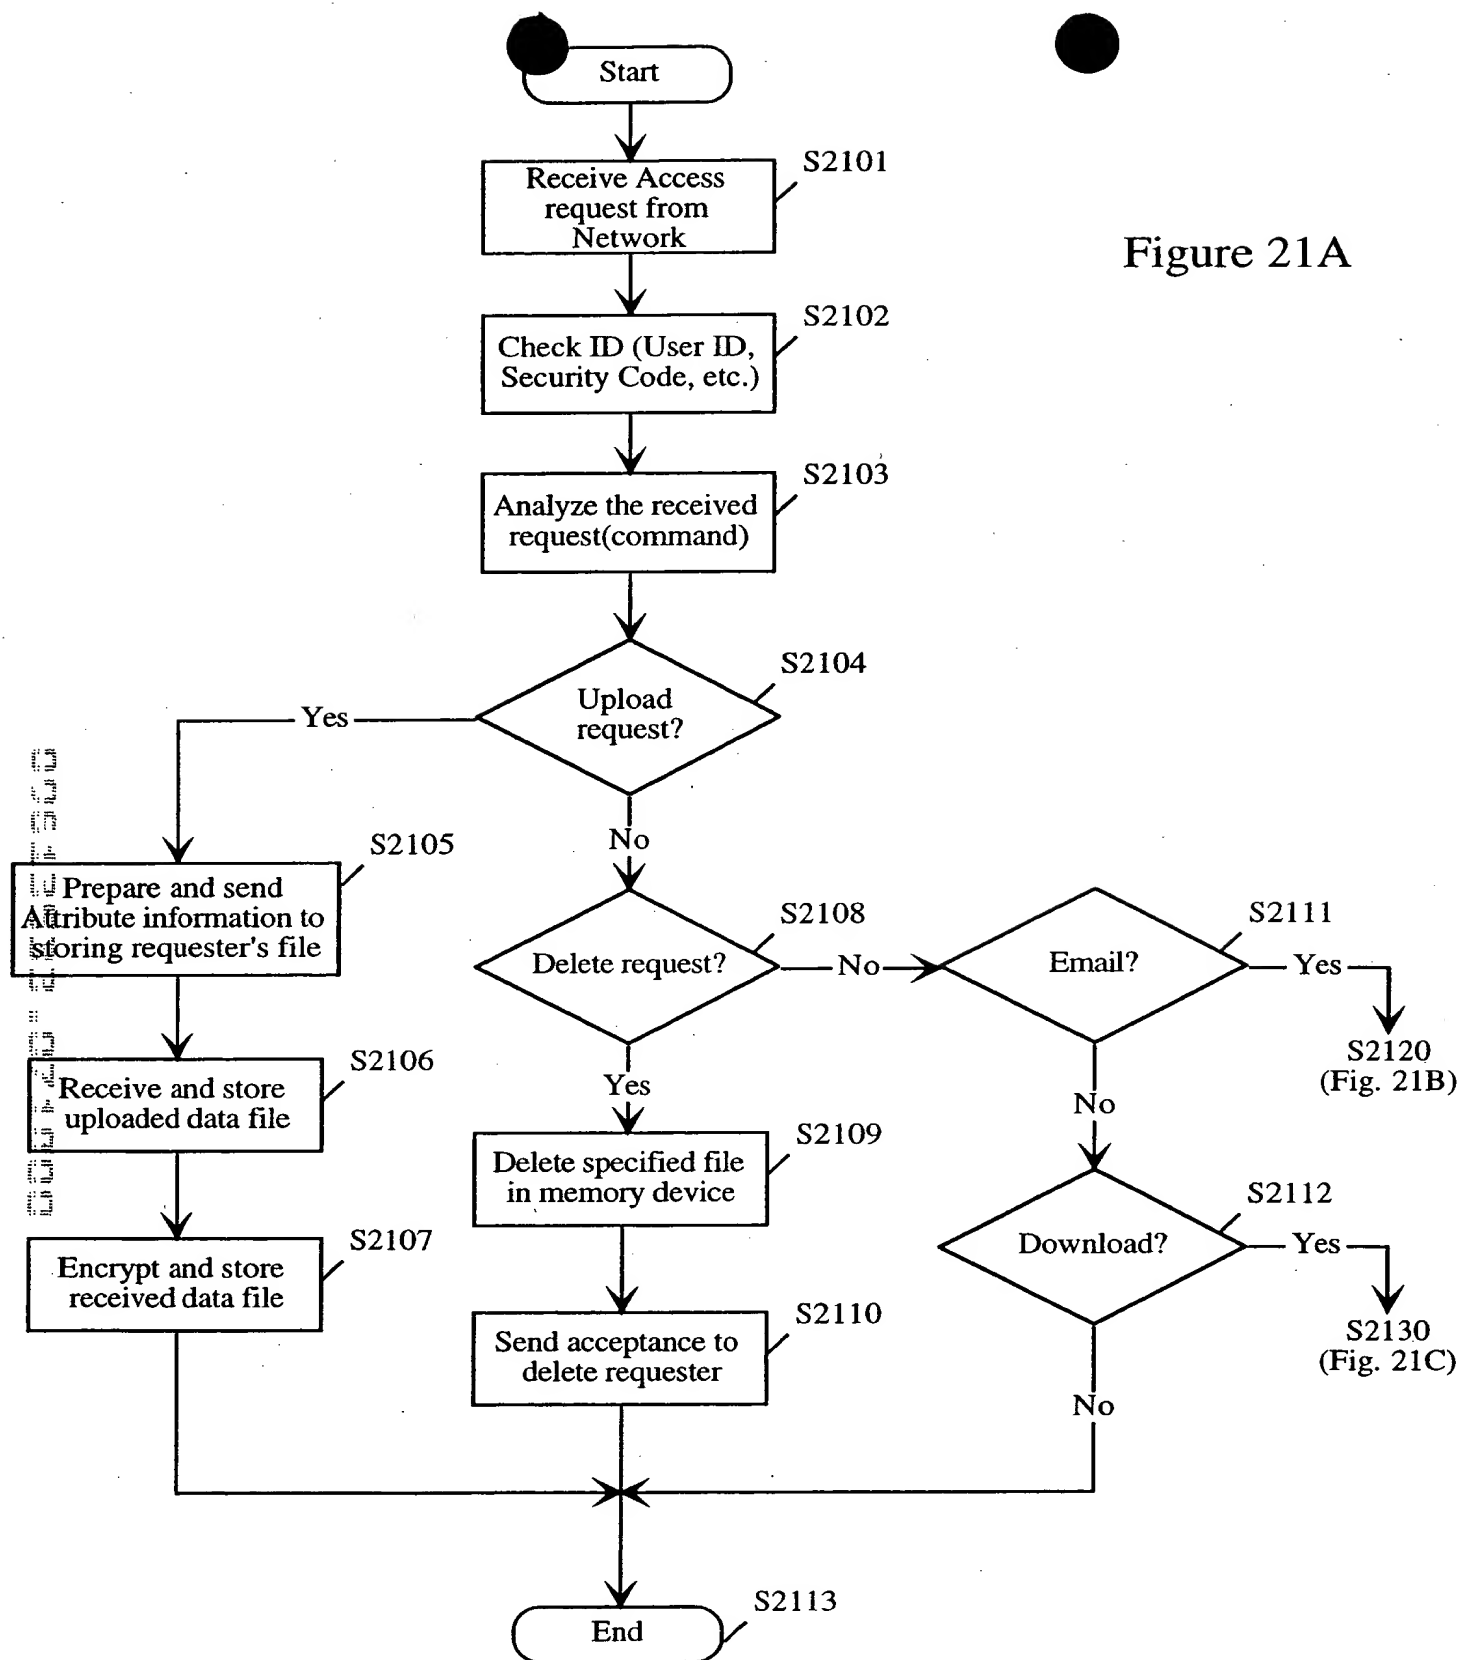 Start
S2101
Receive Access
request from
Network
Figure 21A
S2102
Check ID (User ID,
Security Code, etc.)
S2103
Analyze the received
request(command)
S2104
Upload
request?
Yes
No
S2105
Prepare and send
Attribute information to
storing requester's file
S2106
Receive and store
uploaded data file
S2107
Encrypt and store
received data file
S2108
Delete request?
No
Yes
S2109
Delete specified file
in memory device
S2110
Send acceptance to
delete requester
S2111
Email?
Yes
S2120
(Fig. 21B)
No
S2112
Download?
Yes
S2130
(Fig. 21C)
No
S2113
End